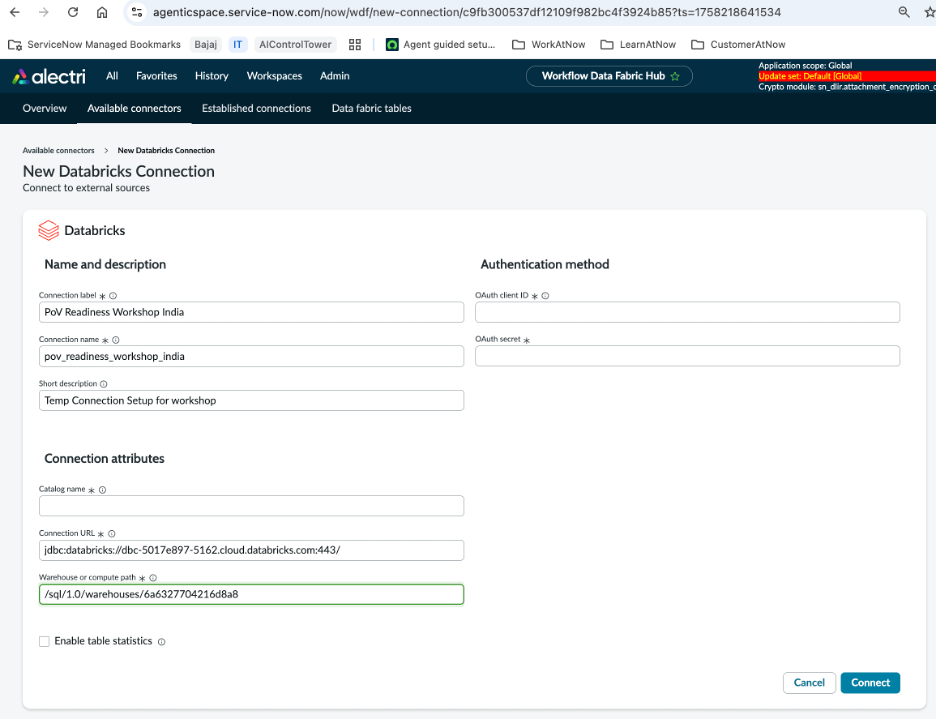 agenticspace.service-now.com/now/wdf/new-connection/c9fb300537df12109f982bc4f3924b85?ts=1758218641534
ServiceNow Managed Bookmarks Bajaj IT AIControlTower Agent guided setu... WorkAtNow LearnAtNow CustomerAtNow
alectri All Favorites History Workspaces Admin Workflow Data Fabric Hub
Application scope: Global
Update set: Default [Global]
Crypto module: sn_dlir.attachment_encryption_
Overview Available connectors Established connections Data fabric tables
Available connectors > New Databricks Connection
New Databricks Connection
Connect to external sources
Databricks
Name and description
Connection label *
PoV Readiness Workshop India
Connection name *
pov_readiness_workshop_india
Short description
Temp Connection Setup for workshop
Authentication method
OAuth client ID *
OAuth secret *
Connection attributes
Catalog name *
Connection URL *
jdbc:databricks://dbc-5017e897-5162.cloud.databricks.com:443/
Warehouse or compute path *
/sql/1.0/warehouses/6a6327704216d8a8
Enable table statistics
Cancel Connect